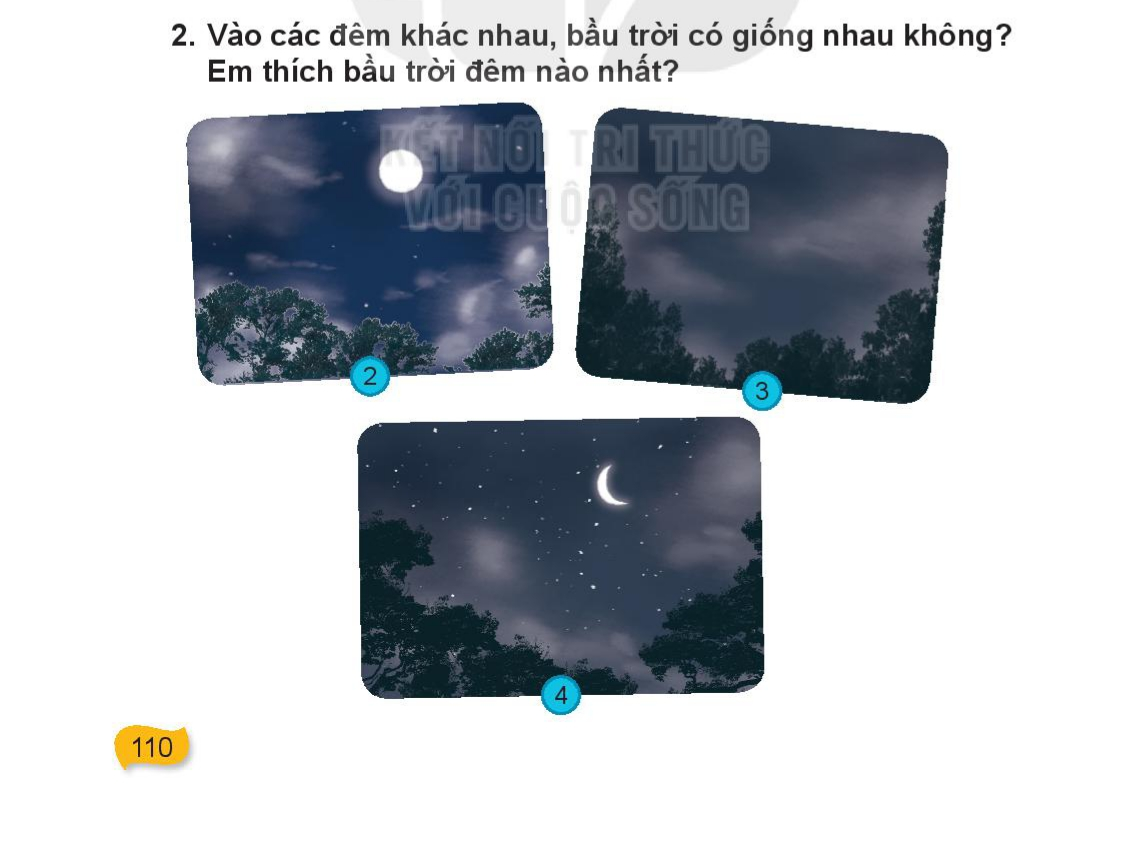 2. Vào các đêm khác nhau, bầu trời có giống nhau không?
Em thích bầu trời đêm nào nhất?
KẾT NỐI TRI THỨC
VỚI CUỘC SỐNG
2
3
4
110